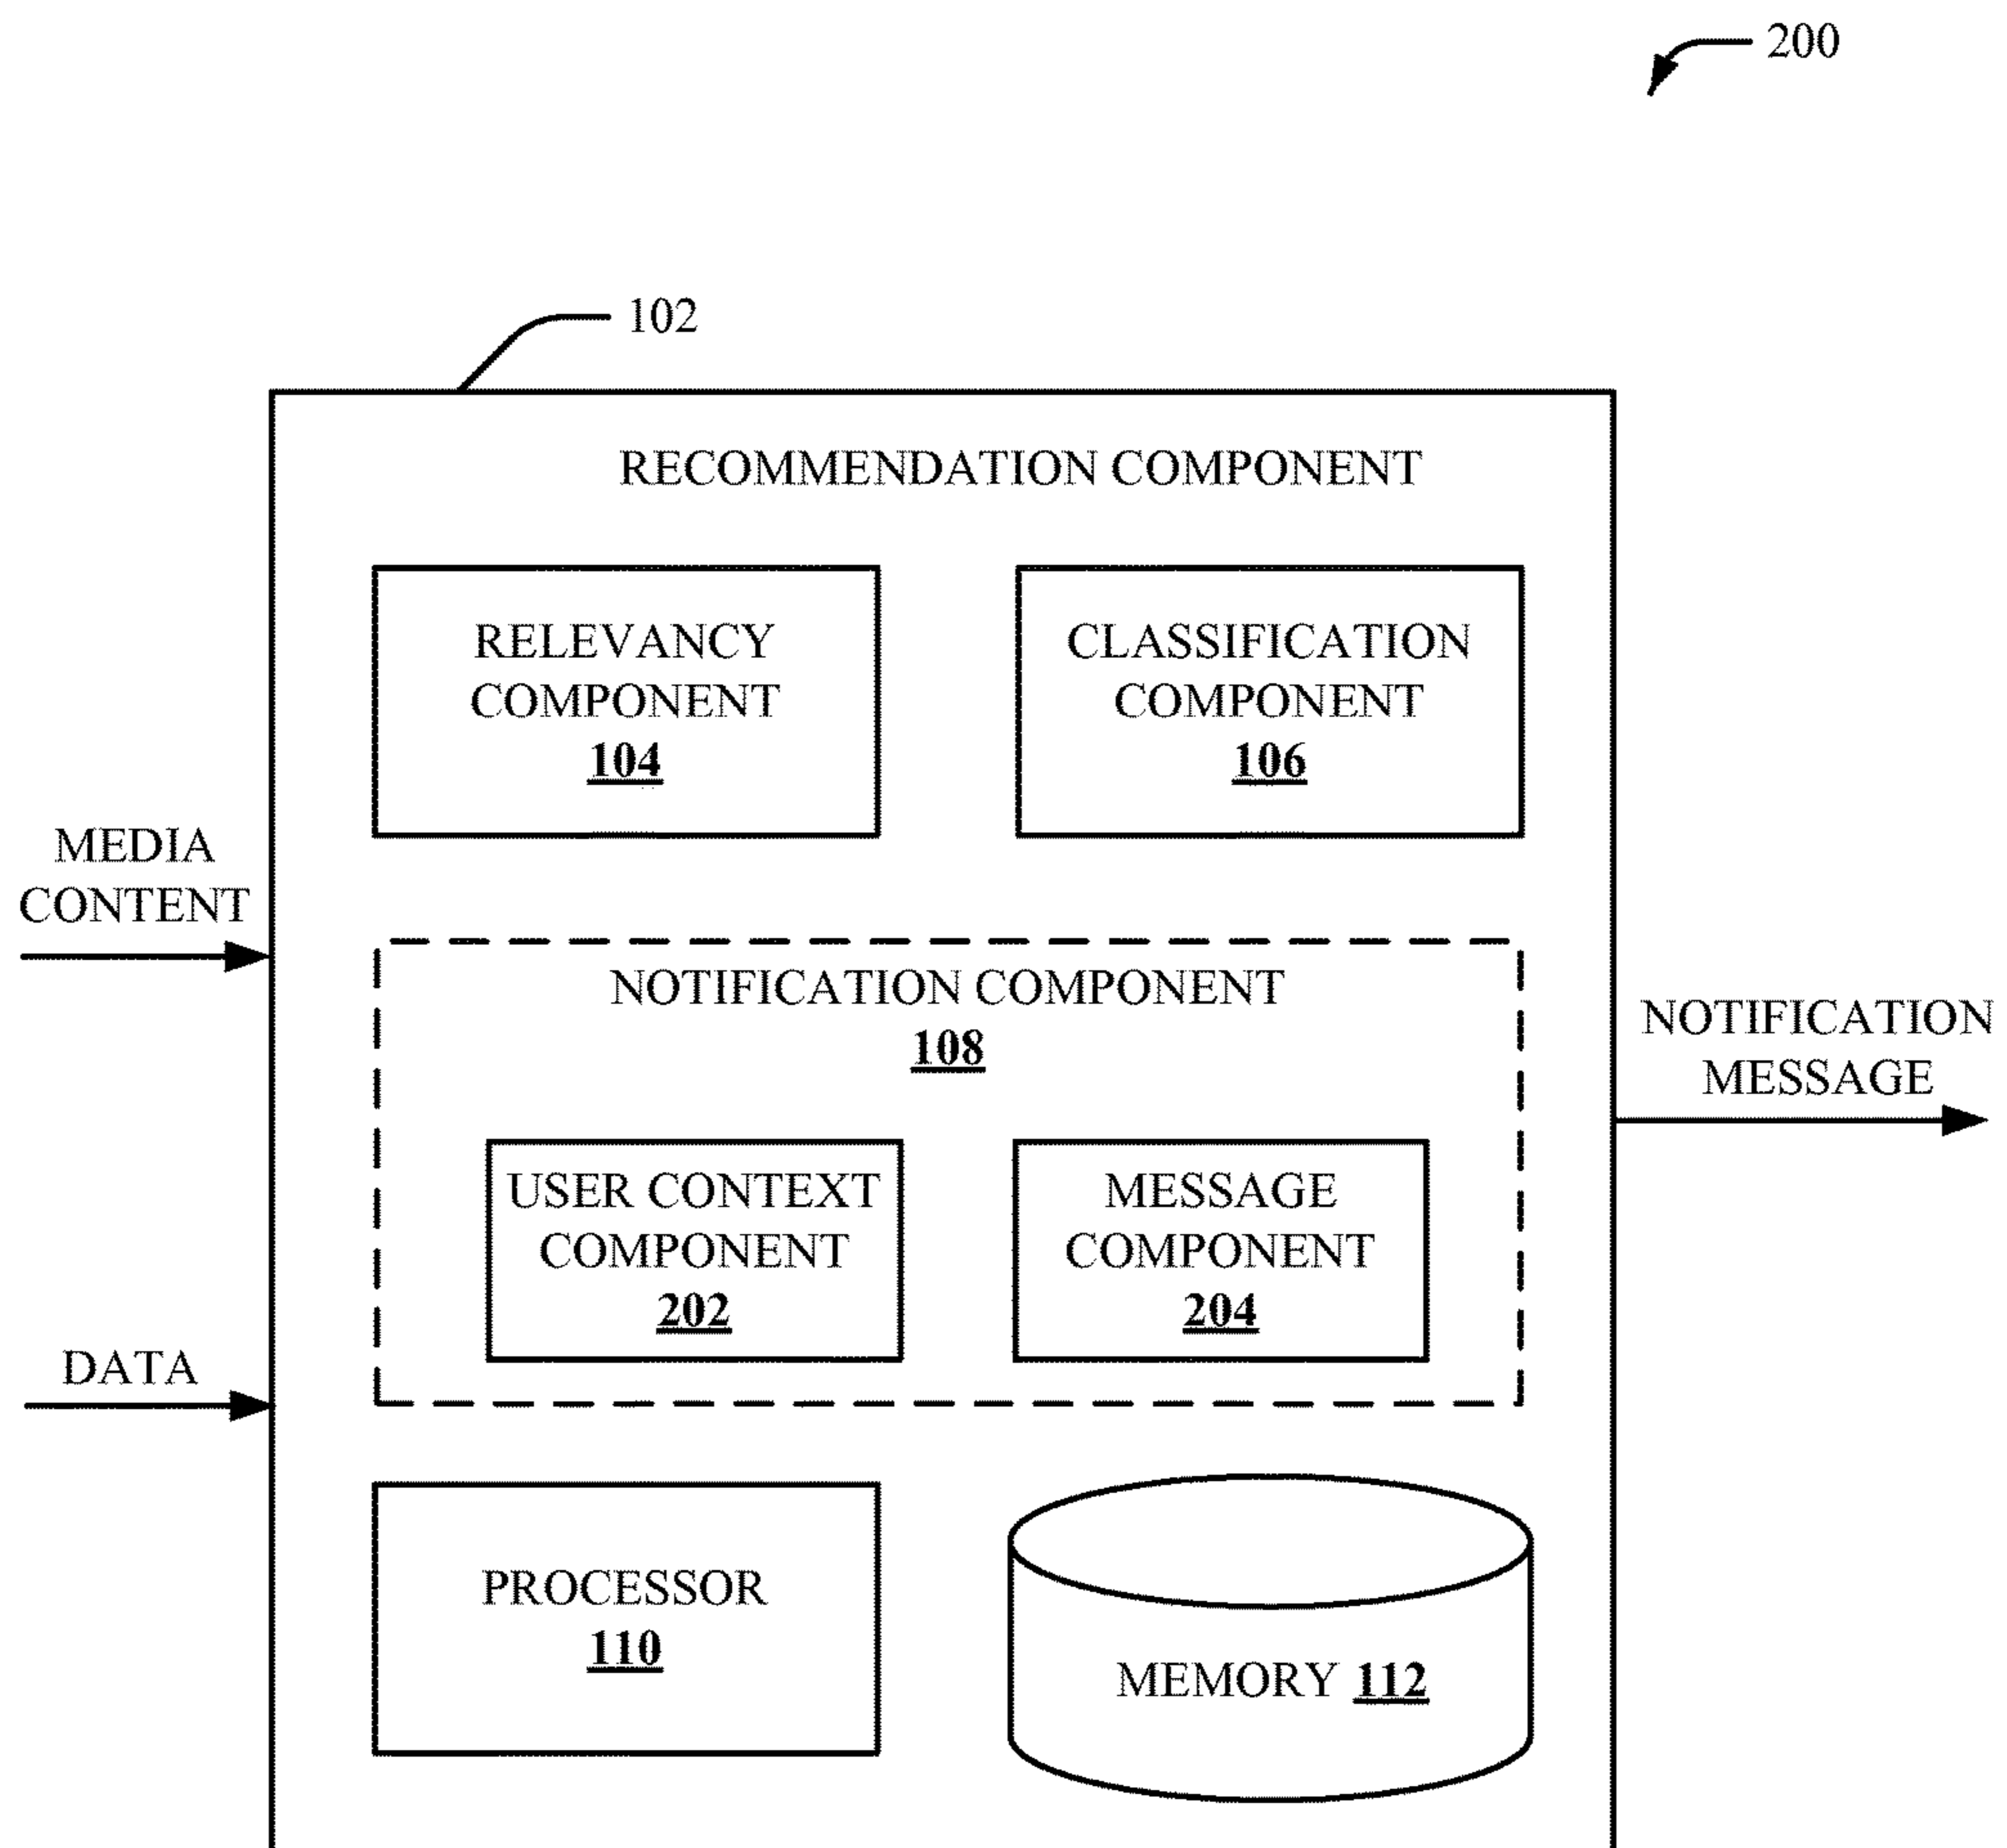 200
102
RECOMMENDATION COMPONENT
RELEVANCY
COMPONENT
104
CLASSIFICATION
COMPONENT
106
MEDIA
CONTENT
NOTIFICATION COMPONENT
108
NOTIFICATION
MESSAGE
USER CONTEXT
COMPONENT
202
MESSAGE
COMPONENT
204
DATA
PROCESSOR
110
MEMORY 112